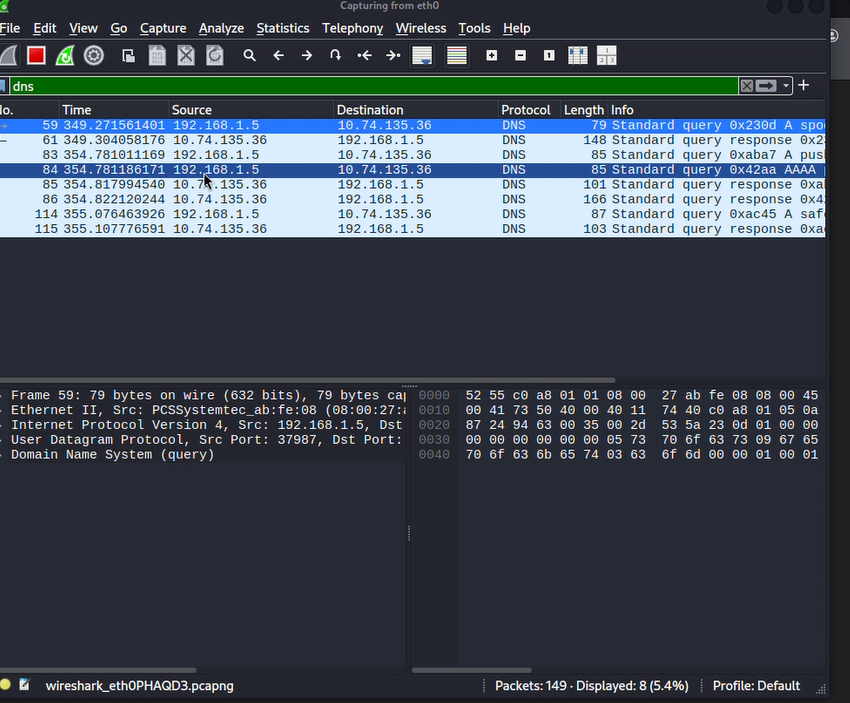 Capturing from eth0
File Edit View Go Capture Analyze Statistics Telephony Wireless Tools Help
dns
No. Time Source Destination Protocol Length Info
59 349.271561401 192.168.1.5 10.74.135.36 DNS 79 Standard query 0x230d A spo
61 349.304058176 10.74.135.36 192.168.1.5 DNS 148 Standard query response 0x23
83 354.781011169 192.168.1.5 10.74.135.36 DNS 85 Standard query 0xaba7 A pus
84 354.781186171 192.168.1.5 10.74.135.36 DNS 85 Standard query 0x42aa AAAA
85 354.817994540 10.74.135.36 192.168.1.5 DNS 101 Standard query response 0xa
86 354.822120244 10.74.135.36 192.168.1.5 DNS 166 Standard query response 0x4
114 355.076463926 192.168.1.5 10.74.135.36 DNS 87 Standard query 0xac45 A saf
115 355.107776591 10.74.135.36 192.168.1.5 DNS 103 Standard query response 0xa
Frame 59: 79 bytes on wire (632 bits), 79 bytes cap
Ethernet II, Src: PCSSystemtec_ab:fe:08 (08:00:27:a
Internet Protocol Version 4, Src: 192.168.1.5, Dst
User Datagram Protocol, Src Port: 37987, Dst Port:
Domain Name System (query)
0000 52 55 c0 a8 01 01 08 00 27 ab fe 08 08 00 45
0010 00 41 73 50 40 00 40 11 74 40 c0 a8 01 05 0a
0020 87 24 94 63 00 35 00 2d 53 5a 23 0d 01 00 00
0030 00 00 00 00 00 00 05 73 70 6f 63 73 09 67 65
0040 70 6f 63 6b 65 74 03 63 6f 6d 00 00 01 00 01
wireshark_eth0PHAQD3.pcapng
Packets: 149 · Displayed: 8 (5.4%)
Profile: Default